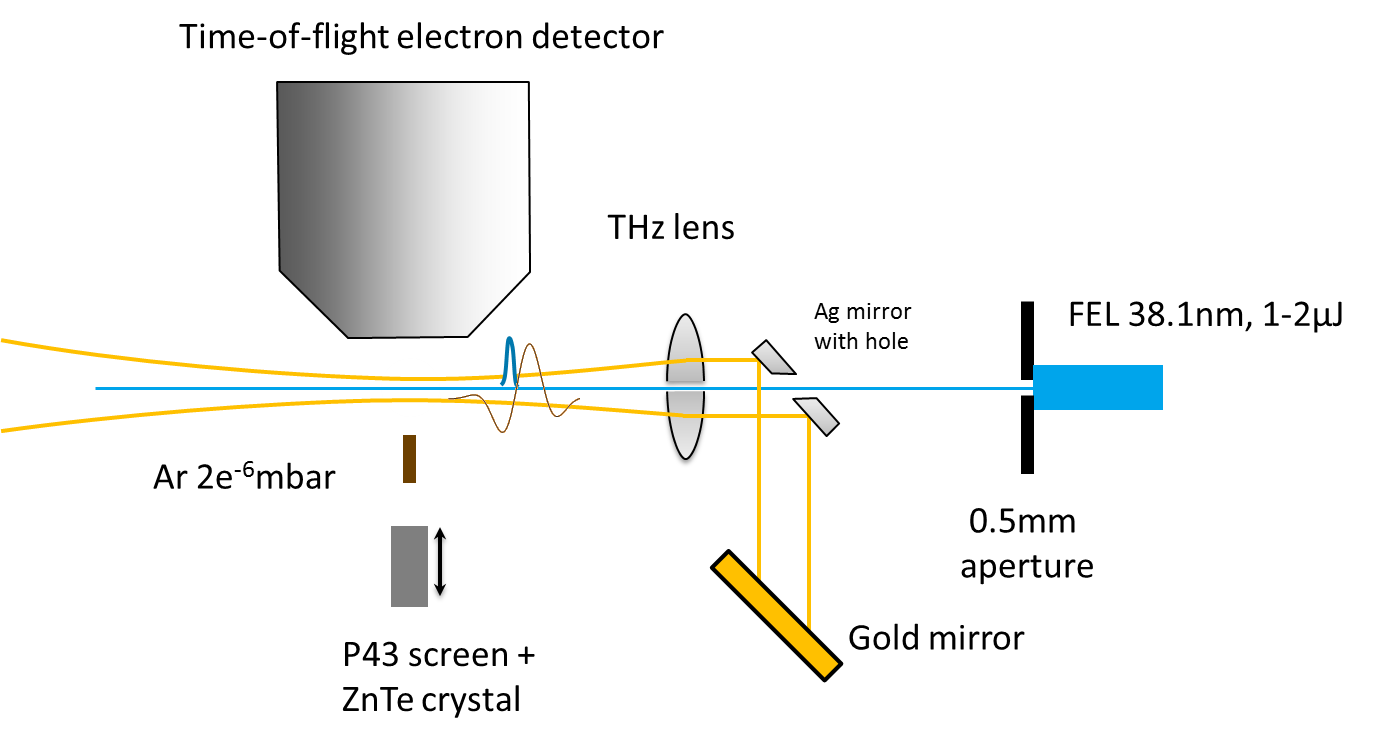 Time-of-flight electron detector
THz lens
Ag mirror
with hole
FEL 38.1nm, 1-2µJ
Ar 2e⁻⁶mbar
0.5mm
aperture
P43 screen +
ZnTe crystal
Gold mirror